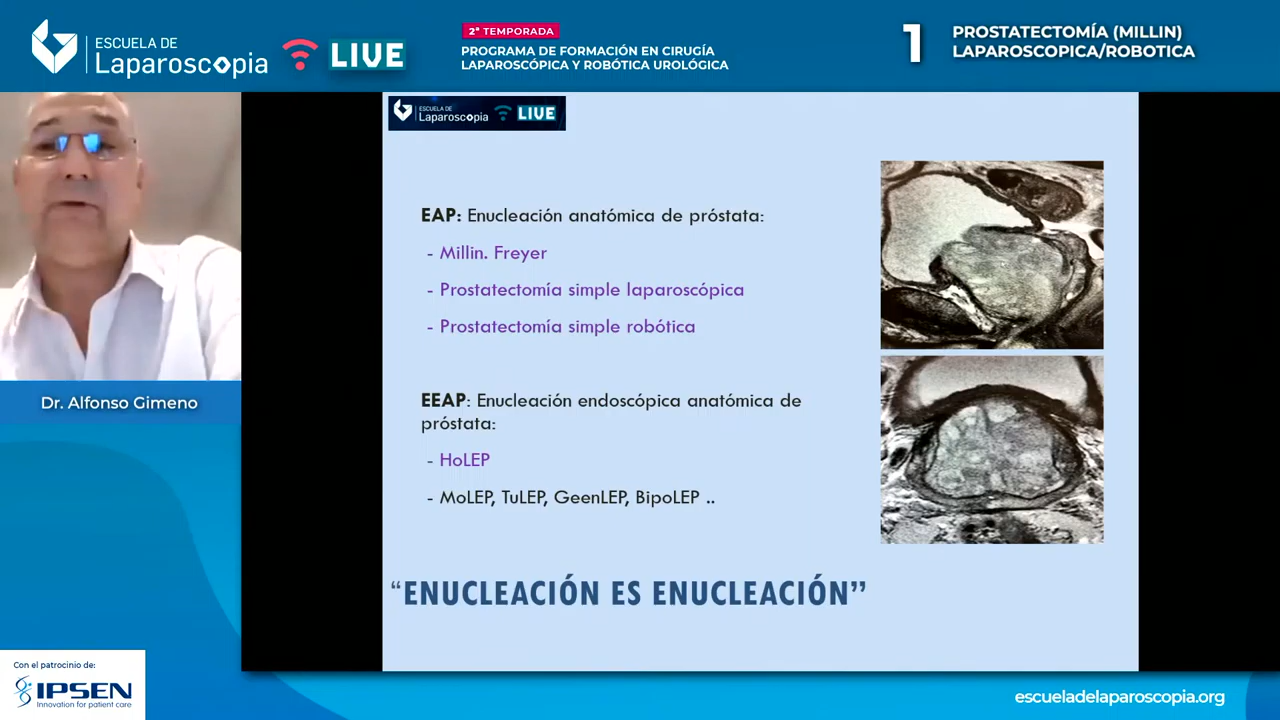 ESCUELA DE
Laparoscopia
LIVE
2ª TEMPORADA
PROGRAMA DE FORMACIÓN EN CIRUGÍA
LAPAROSCÓPICA Y ROBÓTICA UROLÓGICA
1
PROSTATECTOMÍA (MILLIN)
LAPAROSCOPICA/ROBOTICA
ESCUELA DE
Laparoscopia
LIVE
EAP: Enucleación anatómica de próstata:
- Millin. Freyer
- Prostatectomía simple laparoscópica
- Prostatectomía simple robótica
EEAP: Enucleación endoscópica anatómica de
próstata:
- HoLEP
- MoLEP, TuLEP, GeenLEP, BipoLEP ..
“ENUCLEACIÓN ES ENUCLEACIÓN”
Dr. Alfonso Gimeno
Con el patrocinio de:
IPSEN
Innovation for patient care
escueladelaparoscopia.org